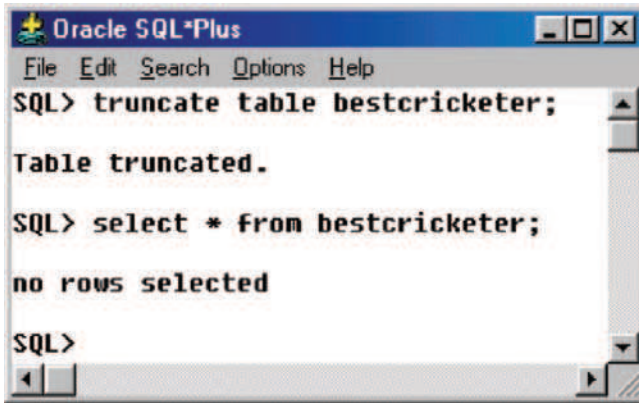 Oracle SQL*Plus
File Edit Search Options Help
SQL> truncate table bestcricketer;
Table truncated.
SQL> select * from bestcricketer;
no rows selected
SQL>